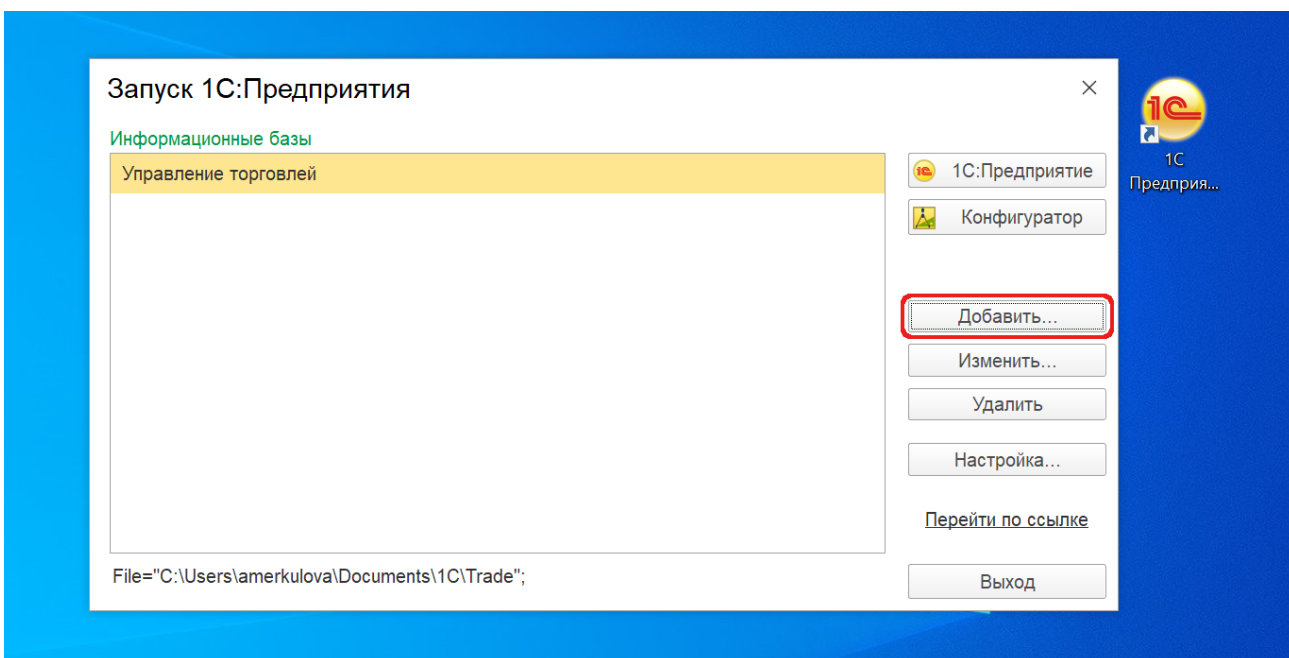 Запуск 1С:Предприятия
Информационные базы
Управление торговлей
1С:Предприятие
Конфигуратор
Добавить...
Изменить...
Удалить
Настройка...
Перейти по ссылке
File="C:\Users\amerkulova\Documents\1C\Trade";
Выход
1С
1С
Предприя...